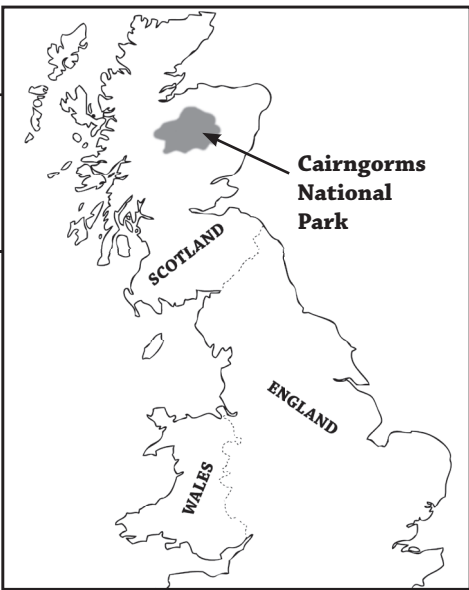 Cairngorms
National
Park
SCOTLAND
ENGLAND
WALES